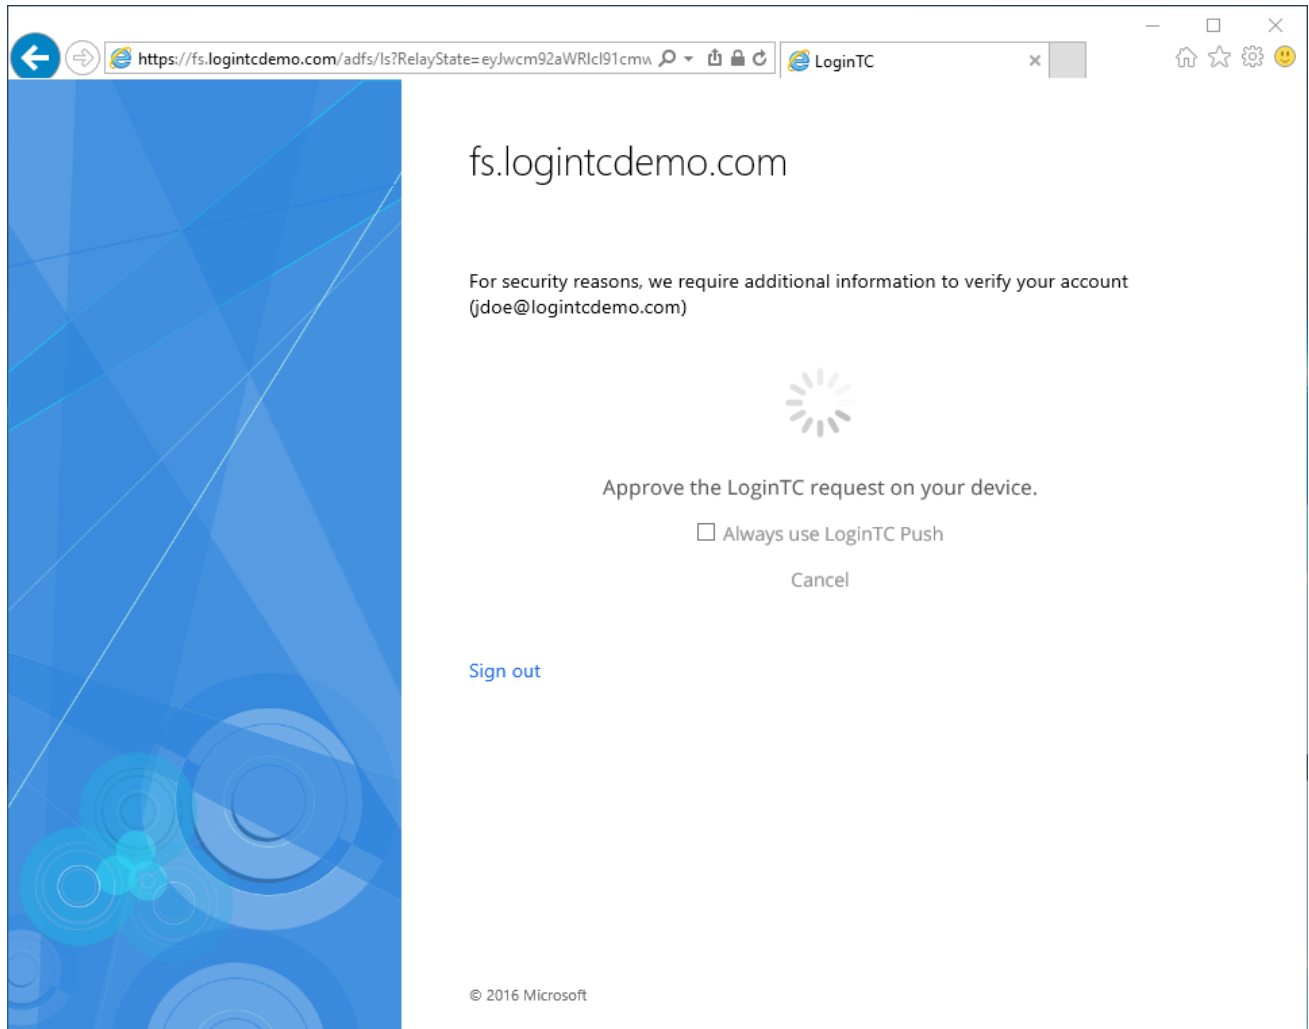 https://fs.logintcdemo.com/adfs/ls?RelayState=eyJwcm92aWRlcl91cmw
LoginTC
fs.logintcdemo.com
For security reasons, we require additional information to verify your account
(jdoe@logintcdemo.com)
Approve the LoginTC request on your device.
Always use LoginTC Push
Cancel
Sign out
© 2016 Microsoft